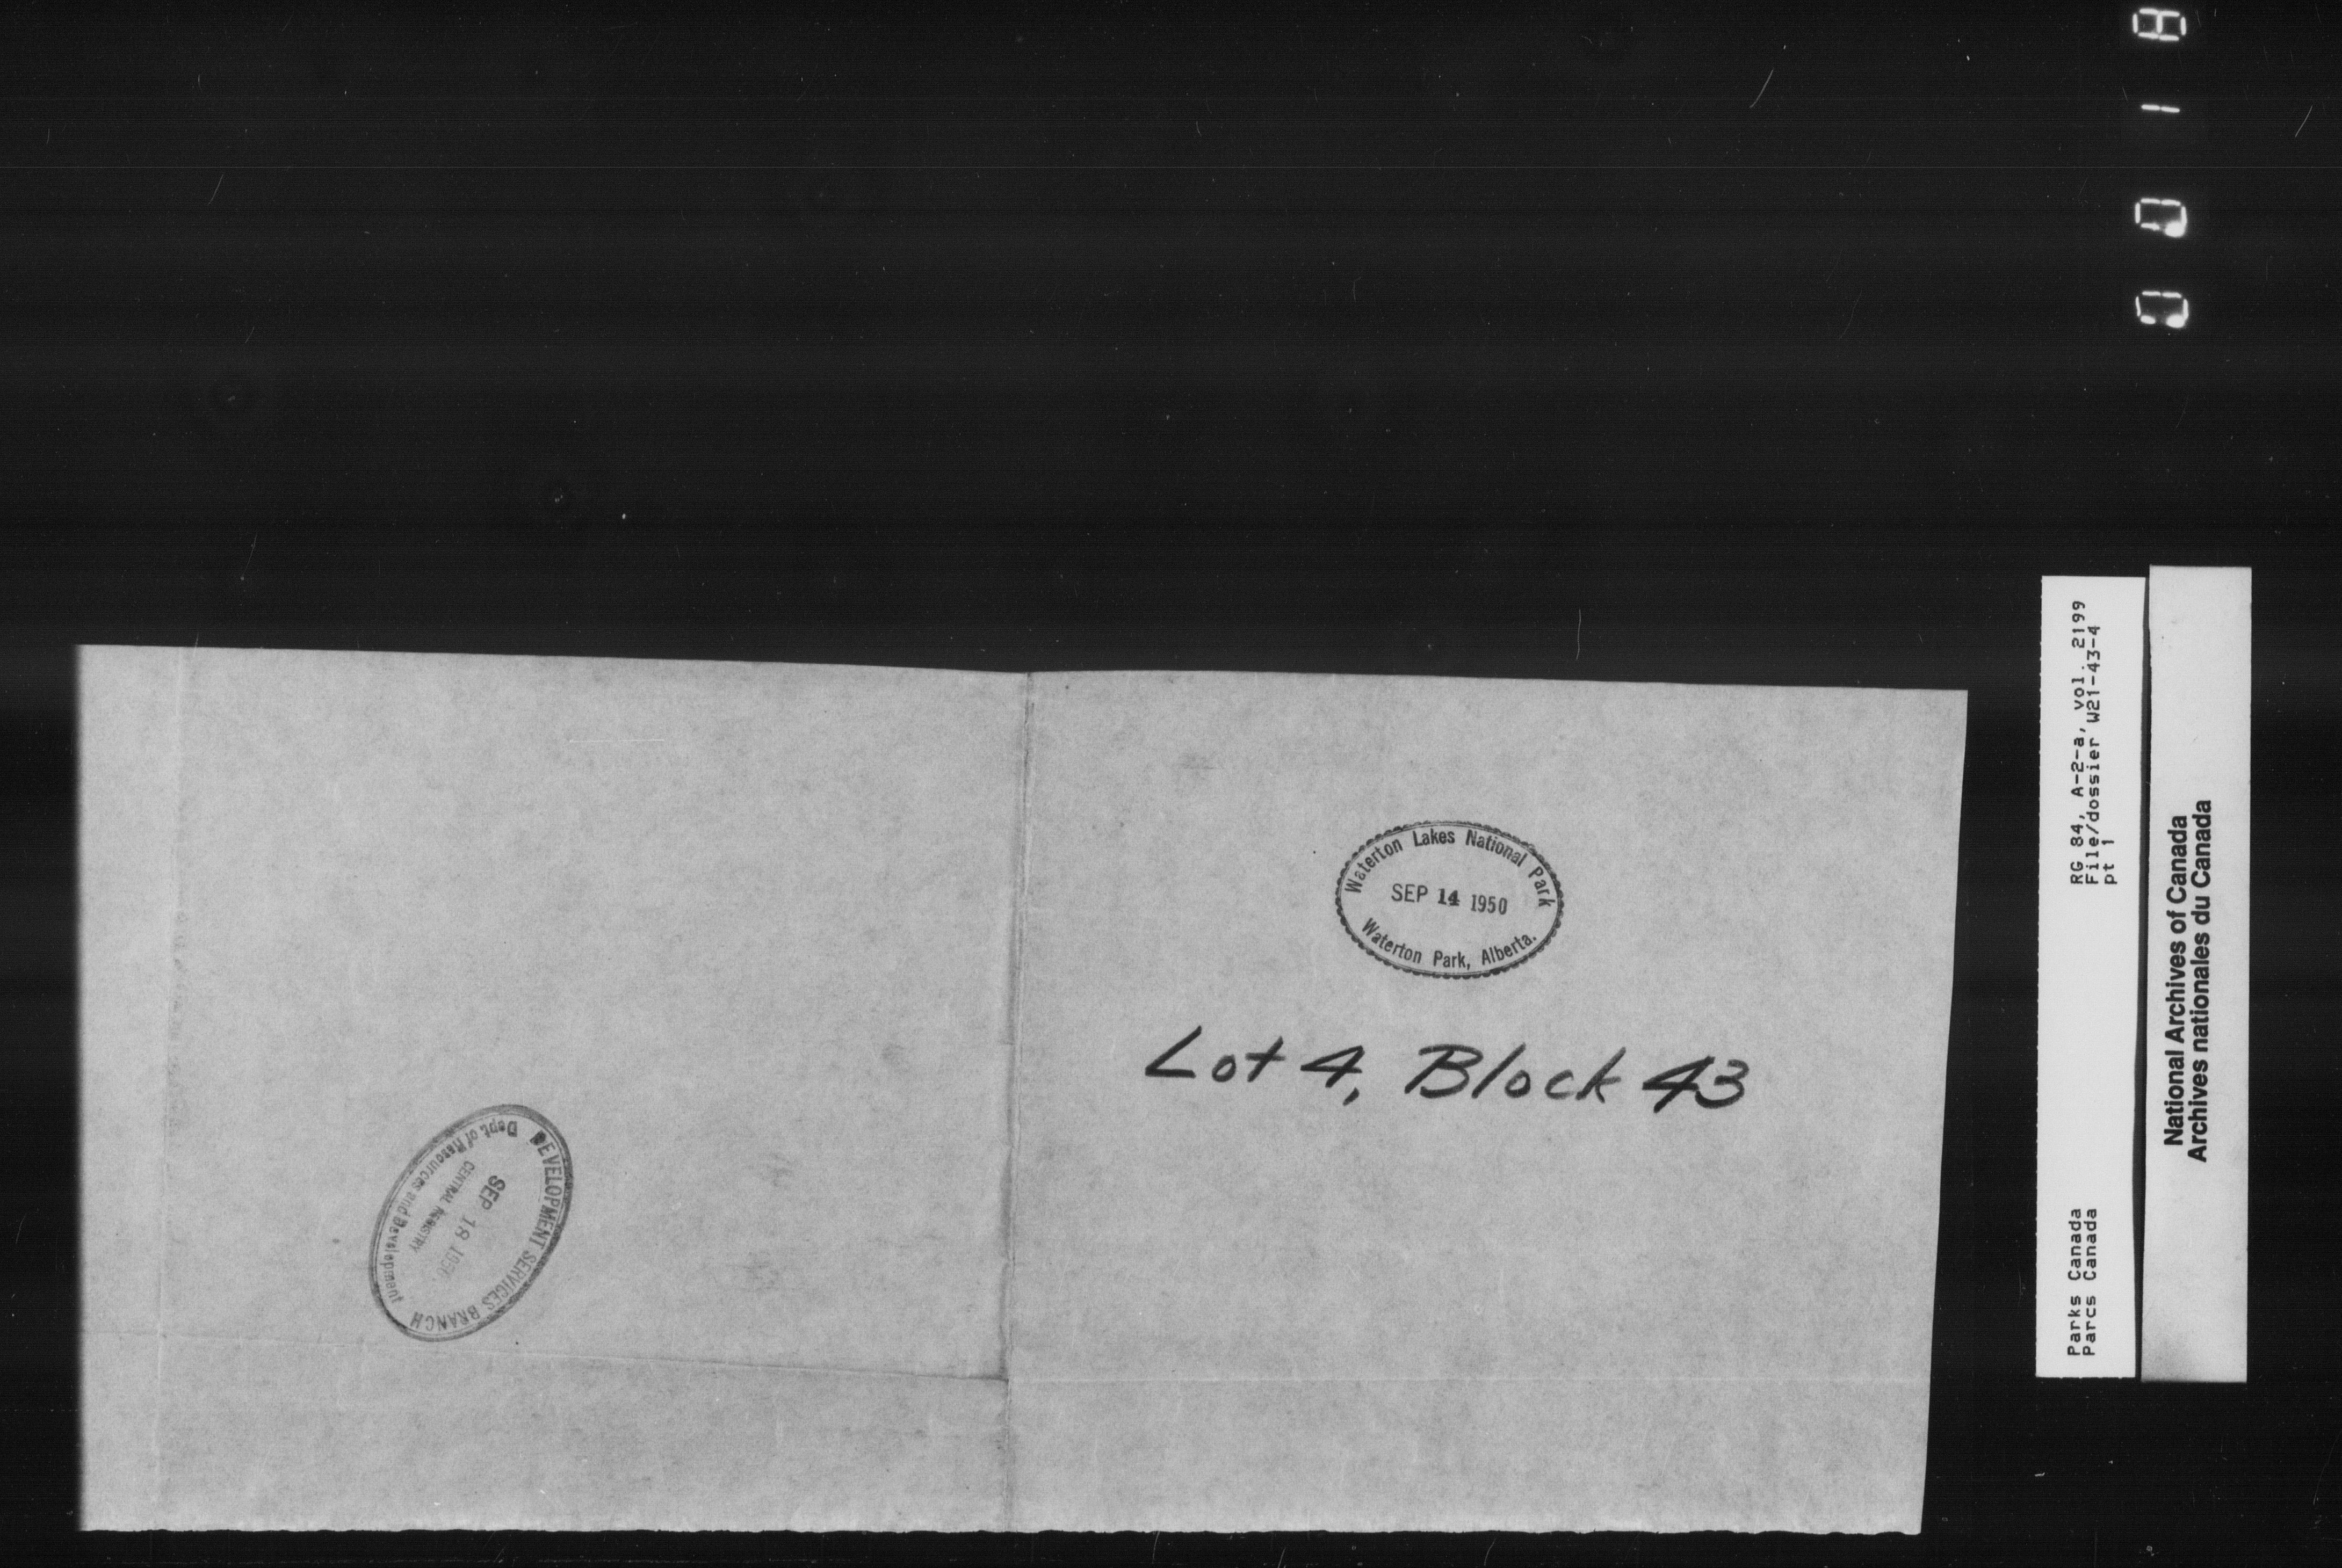 Waterton Lakes National Park
SEP 14 1950
Waterton Park, Alberta.
Lot 4, Block 43
DEVELOPMENT SERVICES BRANCH
SEP 18 1950
CENTRAL REGISTRY
Dept. of Resources and Development
RG 84, A-2-a, vol. 2199
File/dossier W21-43-4
pt 1
Parks Canada
Parcs Canada
National Archives of Canada
Archives nationales du Canada